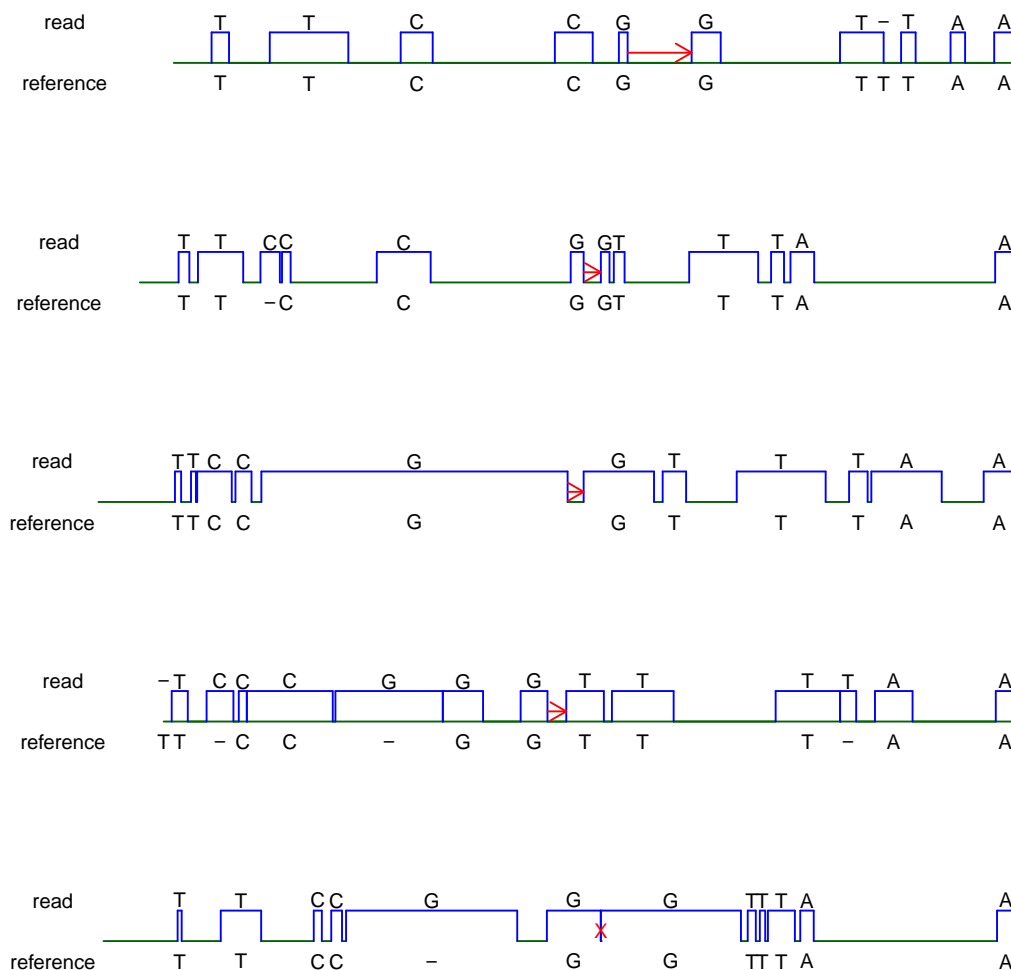 read T T C C G G T – T A A
reference T T C C G G T T T A A
read T T C C C G G T T T A A
reference T T – C C G G T T T A A
read T T C C G G T T T A A
reference T T C C G G T T T A A
read – T C C C G G G T T T T A A
reference T T – C C – G G T T T – A A
read T T C C G G G T T T A A
reference T T C C – G G T T T A A